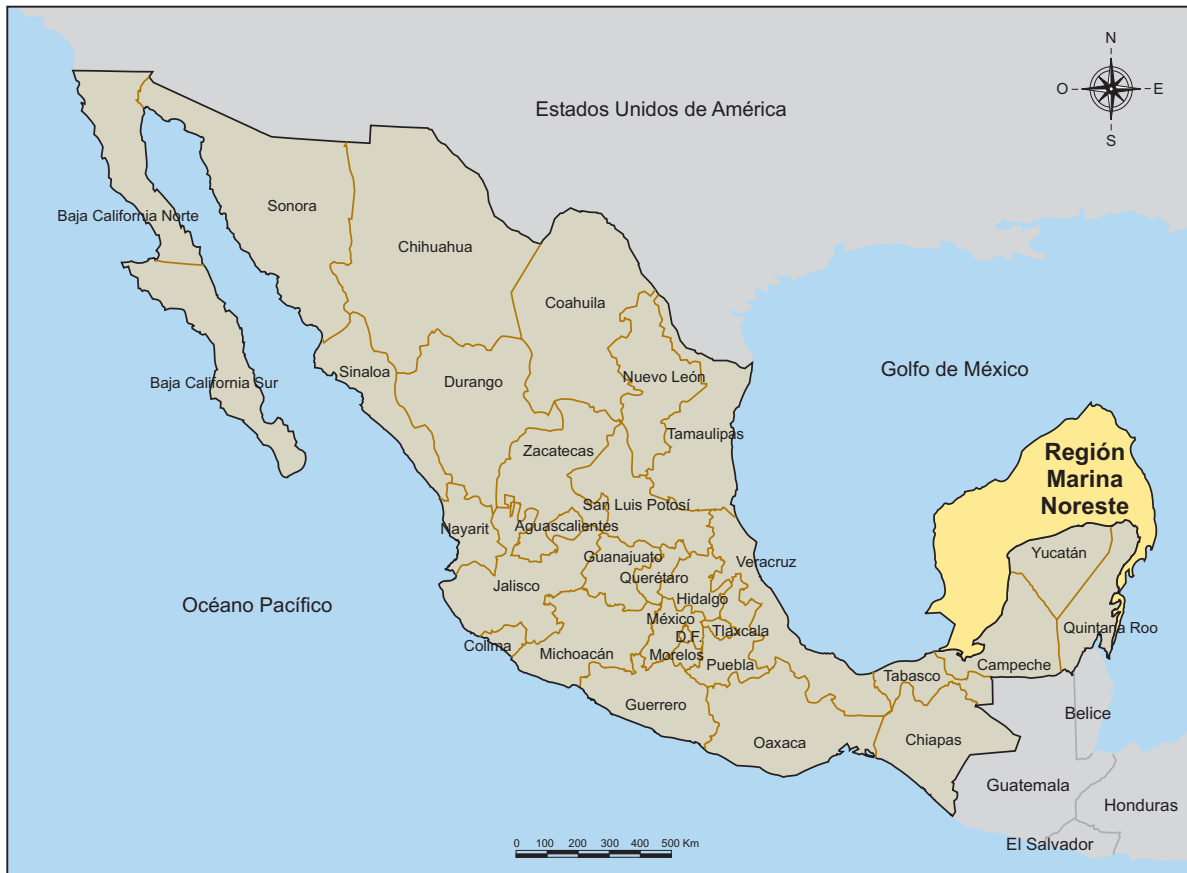 N
O
E
S
Estados Unidos de América
Baja California Norte
Sonora
Chihuahua
Coahuila
Golfo de México
Baja California Sur
Sinaloa
Durango
Nuevo León
Tamaulipas
Zacatecas
Región
Marina
Noreste
San Luis Potosí
Nayarit
Aguascalientes
Guanajuato
Veracruz
Yucatán
Jalisco
Querétaro
Hidalgo
Océano Pacífico
México
D.F.
Tlaxcala
Quintana Roo
Colima
Michoacán
Morelos
Puebla
Campeche
Tabasco
Guerrero
Belice
Oaxaca
Chiapas
Guatemala
Honduras
El Salvador
0 100 200 300 400 500 Km